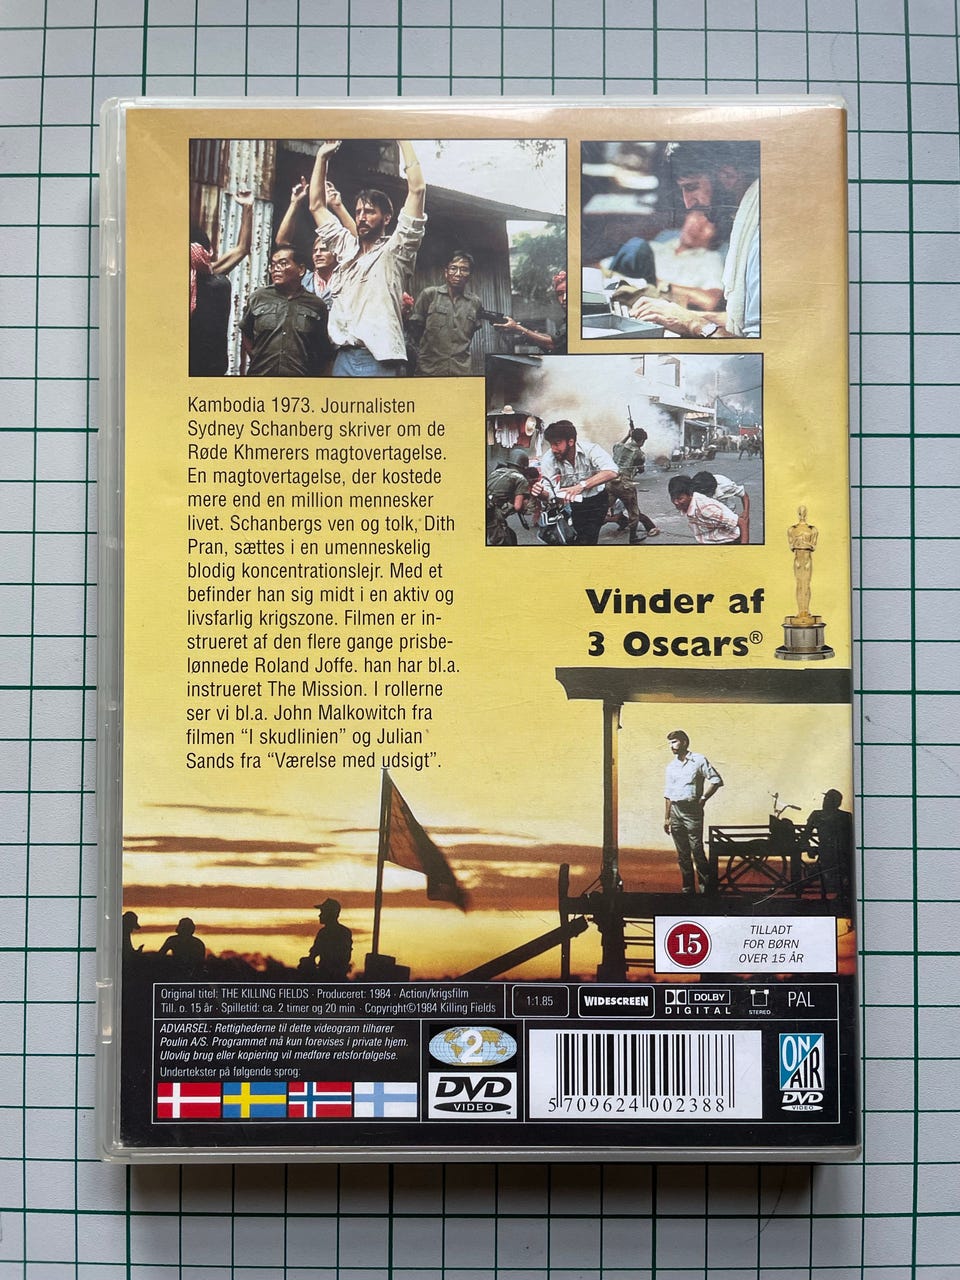 Kambodia 1973. Journalisten
Sydney Schanberg skriver om de
Røde Khmerers magtovertagelse.
En magtovertagelse, der kostede
mere end en million mennesker
livet. Schanbergs ven og tolk, Dith
Pran, sættes i en umenneskelig
blodig koncentrationslejr. Med et
befinder han sig midt i en aktiv og
livsfarlig krigszone. Filmen er in-
strueret af den flere gange prisbe-
lønnede Roland Joffe. han har bl.a.
instrueret The Mission. I rollerne
ser vi bl.a. John Malkowitch fra
filmen “I skudlinien” og Julian
Sands fra “Værelse med udsigt”.
Vinder af
3 Oscars®
15
TILLADT
FOR BØRN
OVER 15 ÅR
Original titel: THE KILLING FIELDS · Produceret: 1984 · Action/krigsfilm
Till. o. 15 år · Spilletid: ca. 2 timer og 20 min · Copyright©1984 Killing Fields
1:1.85
WIDESCREEN
DOLBY
DIGITAL
STEREO
PAL
ADVARSEL: Rettighederne til dette videogram tilhører
Poulin A/S. Programmet må kun forevises i private hjem.
Ulovlig brug eller kopiering vil medføre retsforfølgelse.
Undertekster på følgende sprog:
2
DVD
VIDEO™
5 709624 002388
ON
AIR
DVD
VIDEO